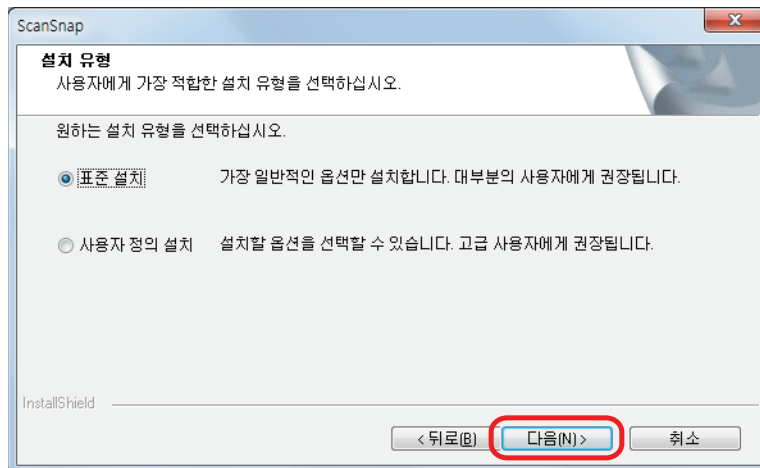 ScanSnap
설치 유형
사용자에게 가장 적합한 설치 유형을 선택하십시오.
원하는 설치 유형을 선택하십시오.
표준 설치 가장 일반적인 옵션만 설치합니다. 대부분의 사용자에게 권장됩니다.
사용자 정의 설치 설치할 옵션을 선택할 수 있습니다. 고급 사용자에게 권장됩니다.
InstallShield
< 뒤로(B) 다음(N) > 취소